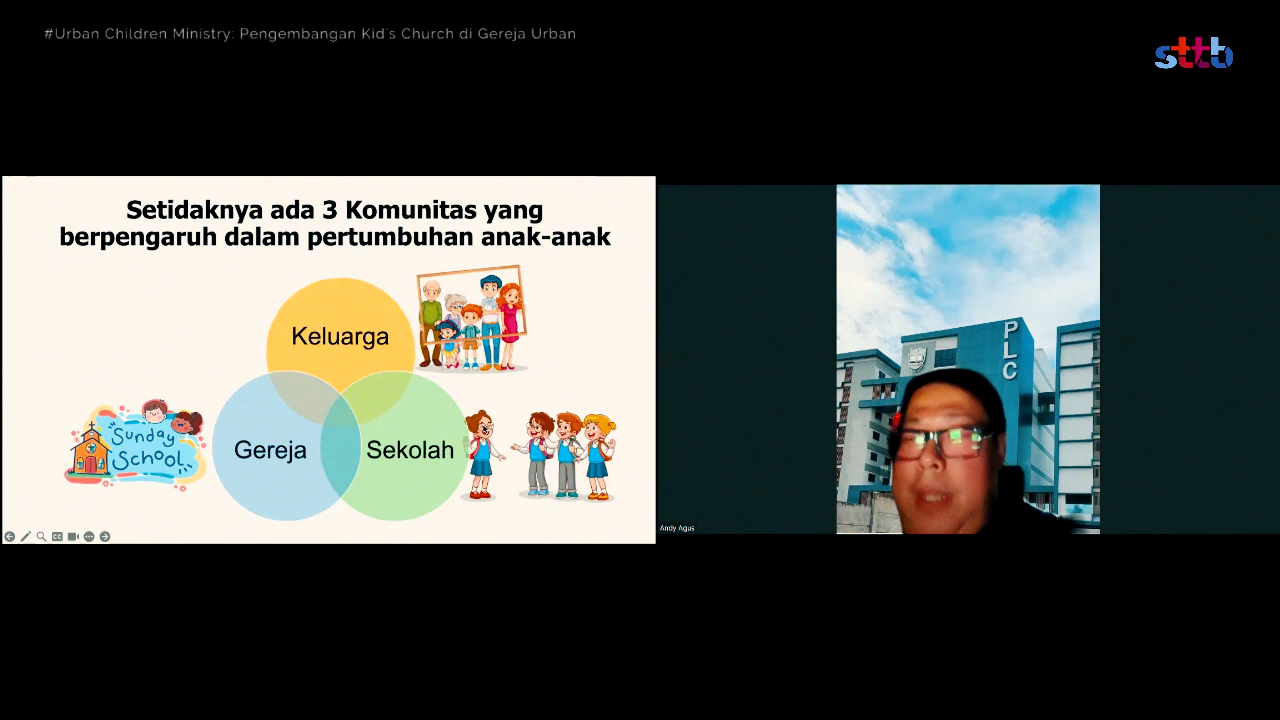 #Urban Children Ministry: Pengembangan Kid's Church di Gereja Urban
sttb
Setidaknya ada 3 Komunitas yang
berpengaruh dalam pertumbuhan anak-anak
Keluarga
Gereja
Sekolah
Sunday
School
PLC
Andy Agus